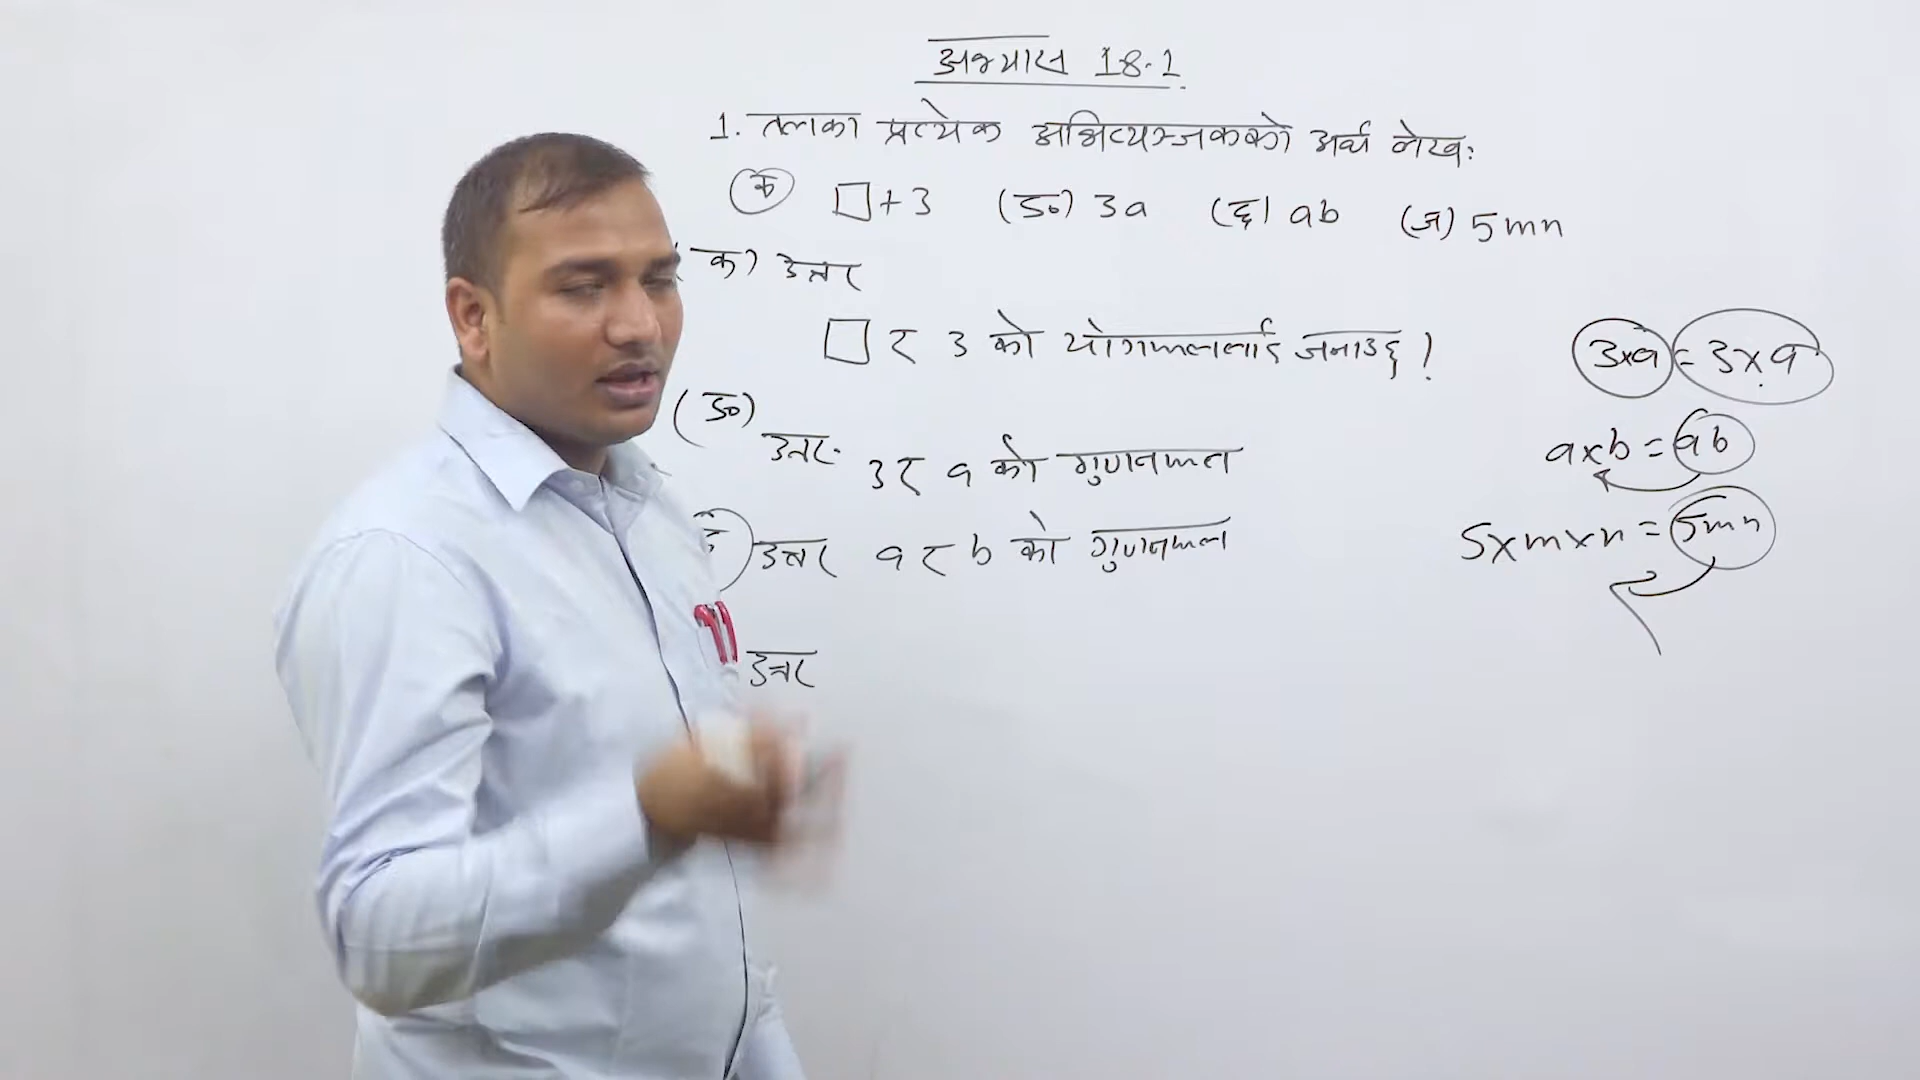 अभ्यास 18.1
1. तलका प्रत्येक अभिव्यञ्जकको अर्थ लेख:
(क) □+3 (ङ) 3a (छ) ab (ज) 5mn
(क) उत्तर
□ र 3 को योगफललाई जनाउछ ।
(ङ)
उत्तर 3 र a को गुणनफल
उत्तर a र b को गुणनफल
उत्तर
3×a = 3×a
a×b = ab
5×m×n = 5mn